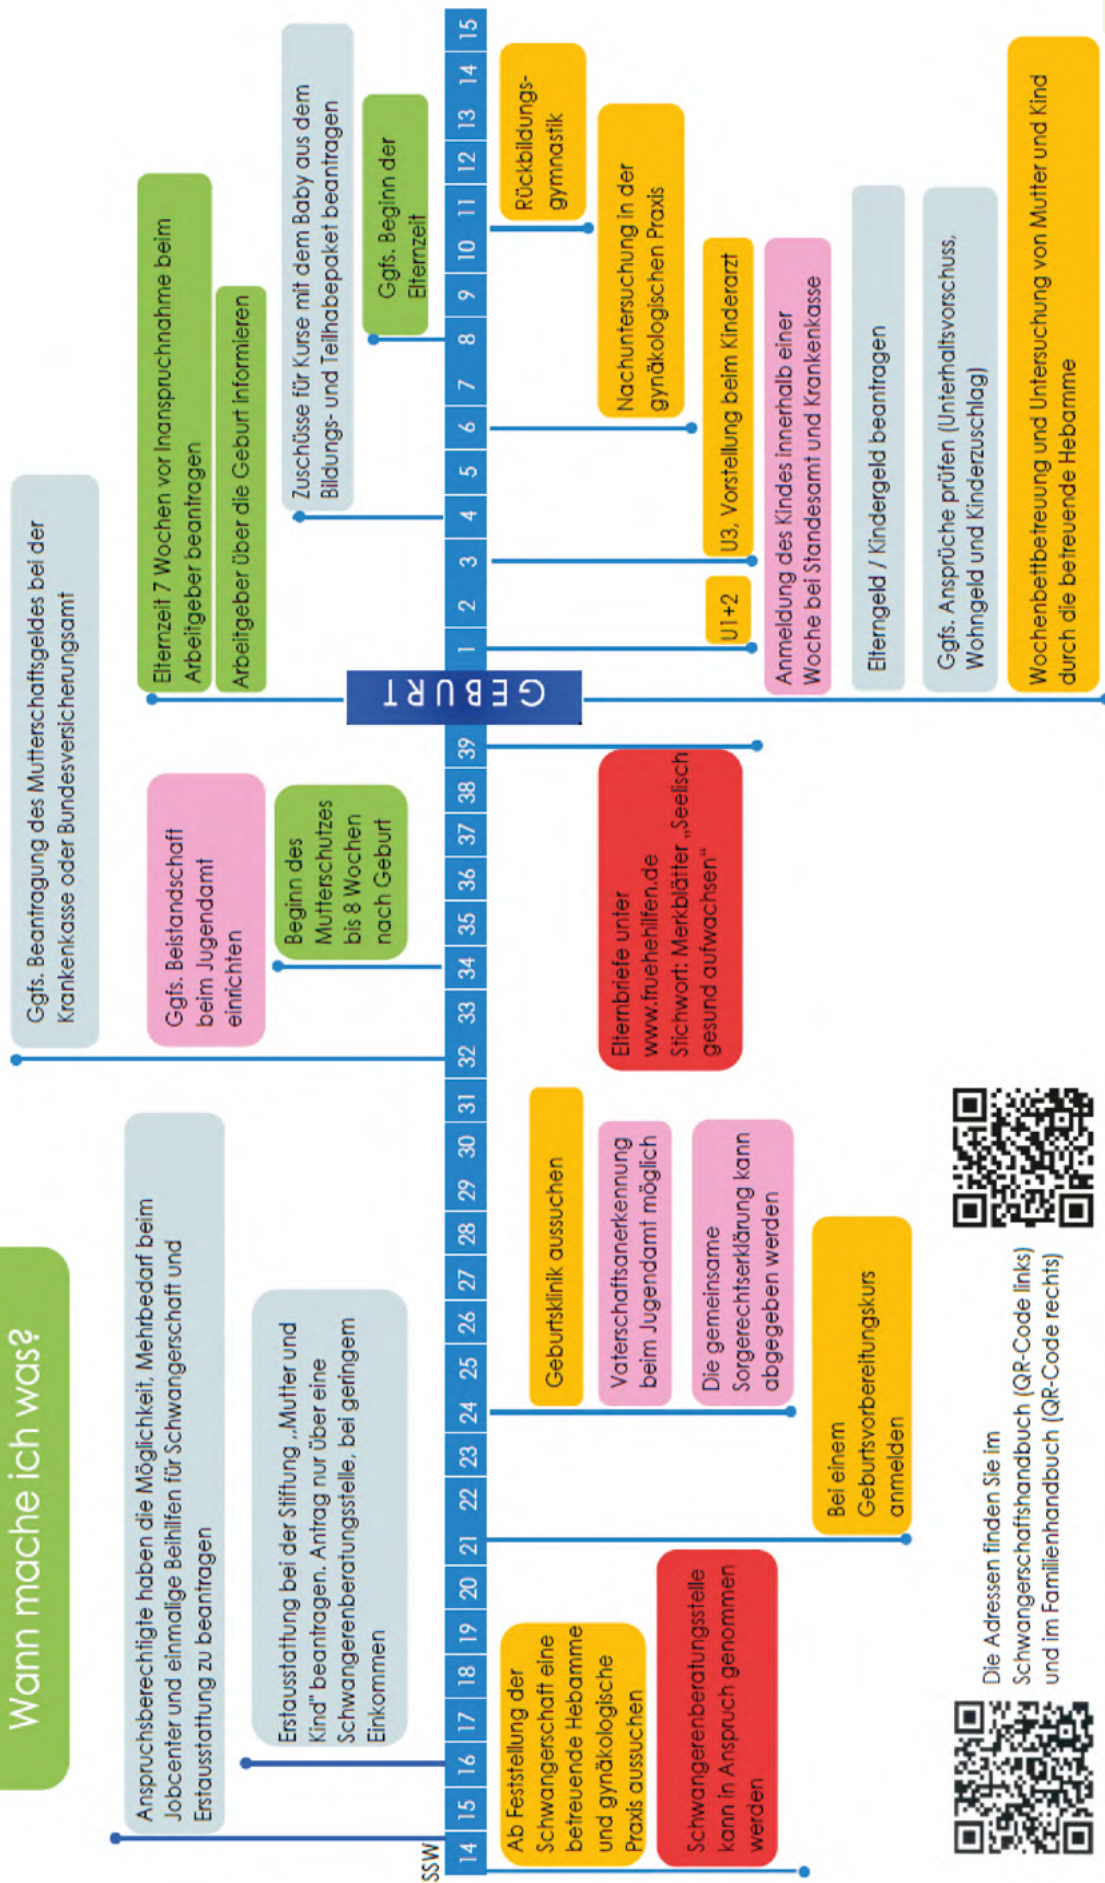 Wann mache ich was?
Anspruchsberechtigte haben die Möglichkeit, Mehrbedarf beim
Jobcenter und einmalige Beihilfen für Schwangerschaft und
Erstausstattung zu beantragen
Erstausstattung bei der Stiftung „Mutter und
Kind" beantragen. Antrag nur über eine
Schwangerenberatungsstelle, bei geringem
Einkommen
Ggfs. Beantragung des Mutterschaftsgeldes bei der
Krankenkasse oder Bundesversicherungsamt
Ggfs. Beistandschaft
beim Jugendamt
einrichten
Beginn des
Mutterschutzes
bis 8 Wochen
nach Geburt
Elternzeit 7 Wochen vor Inanspruchnahme beim
Arbeitgeber beantragen
Arbeitgeber über die Geburt informieren
Zuschüsse für Kurse mit dem Baby aus dem
Bildungs- und Teilhabepaket beantragen
Ggfs. Beginn der
Elternzeit
SSW
14 15 16 17 18 19 20 21 22 23 24 25 26 27 28 29 30 31 32 33 34 35 36 37 38 39 GEBURT 1 2 3 4 5 6 7 8 9 10 11 12 13 14 15
Ab Feststellung der
Schwangerschaft eine
betreuende Hebamme
und gynäkologische
Praxis aussuchen
Schwangerenberatungsstelle
kann in Anspruch genommen
werden
Bei einem
Geburtsvorbereitungskurs
anmelden
Geburtsklinik aussuchen
Vaterschaftsanerkennung
beim Jugendamt möglich
Die gemeinsame
Sorgerechtserklärung kann
abgegeben werden
Elternbriefe unter
www.fruehehilfen.de
Stichwort: Merkblätter „Seelisch
gesund aufwachsen"
U1+2
U3, Vorstellung beim Kinderarzt
Nachuntersuchung in der
gynäkologischen Praxis
Rückbildungs-
gymnastik
Anmeldung des Kindes innerhalb einer
Woche bei Standesamt und Krankenkasse
Elterngeld / Kindergeld beantragen
Ggfs. Ansprüche prüfen (Unterhaltsvorschuss,
Wohngeld und Kinderzuschlag)
Wochenbettbetreuung und Untersuchung von Mutter und Kind
durch die betreuende Hebamme
Die Adressen finden Sie im
Schwangerschaftshandbuch (QR-Code links)
und im Familienhandbuch (QR-Code rechts)